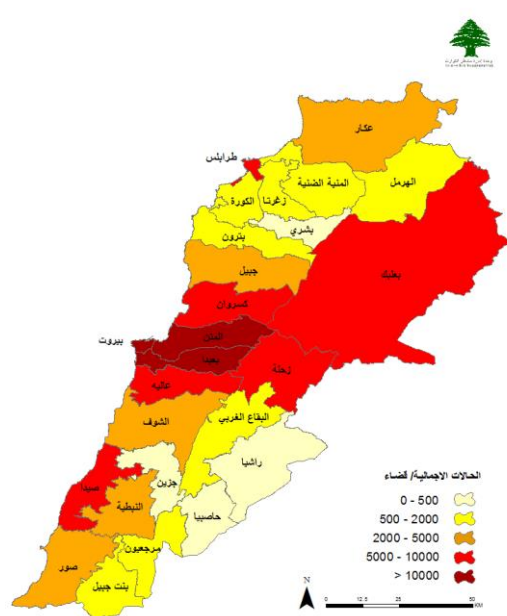 عكار
طرابلس
المنية الضنية
الهرمل
زغرتا
الكورة
بشري
بترون
بعلبك
جبيل
كسروان
المتن
بيروت
بعبدا
زحلة
عاليه
الشوف
البقاع الغربي
راشيا
صيدا
جزين
النبطية
حاصبيا
مرجعيون
صور
بنت جبيل
الحالات الاجمالية/ قضاء
0 - 500
500 - 2000
2000 - 5000
5000 - 10000
> 10000
N
0 12.5 25 50
KM